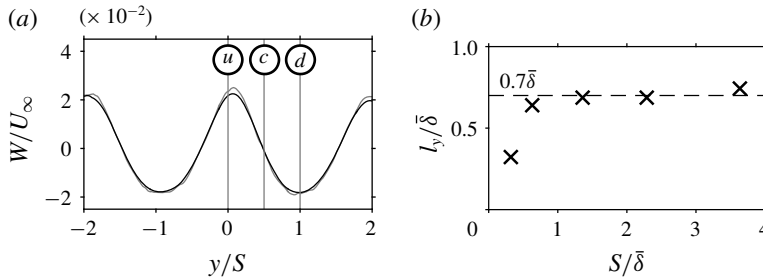 (a)
(× 10⁻²)
4
2
0
−2
W/U∞
u
c
d
−2
−1
0
1
2
y/S
(b)
1.0
0.5
0
l_y/δ̄
0.7δ̄
1
2
3
4
S/δ̄